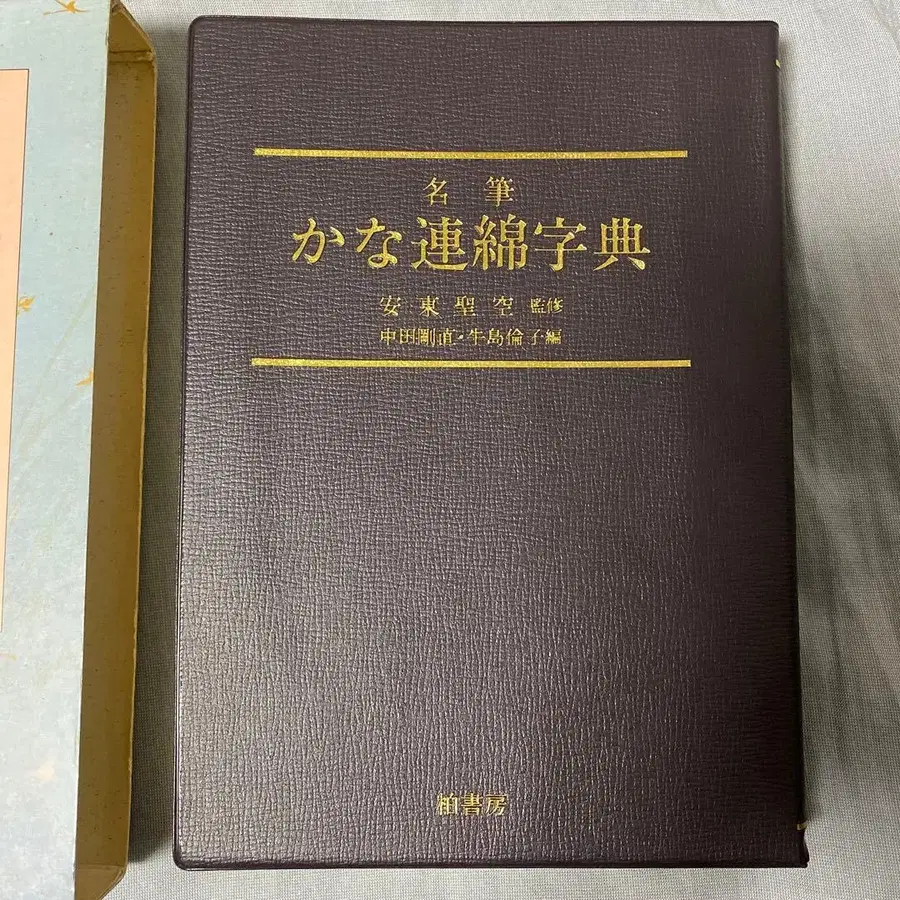 名筆
かな連綿字典
安東聖空 監修
中田剛直・牛島倫子編
柏書房